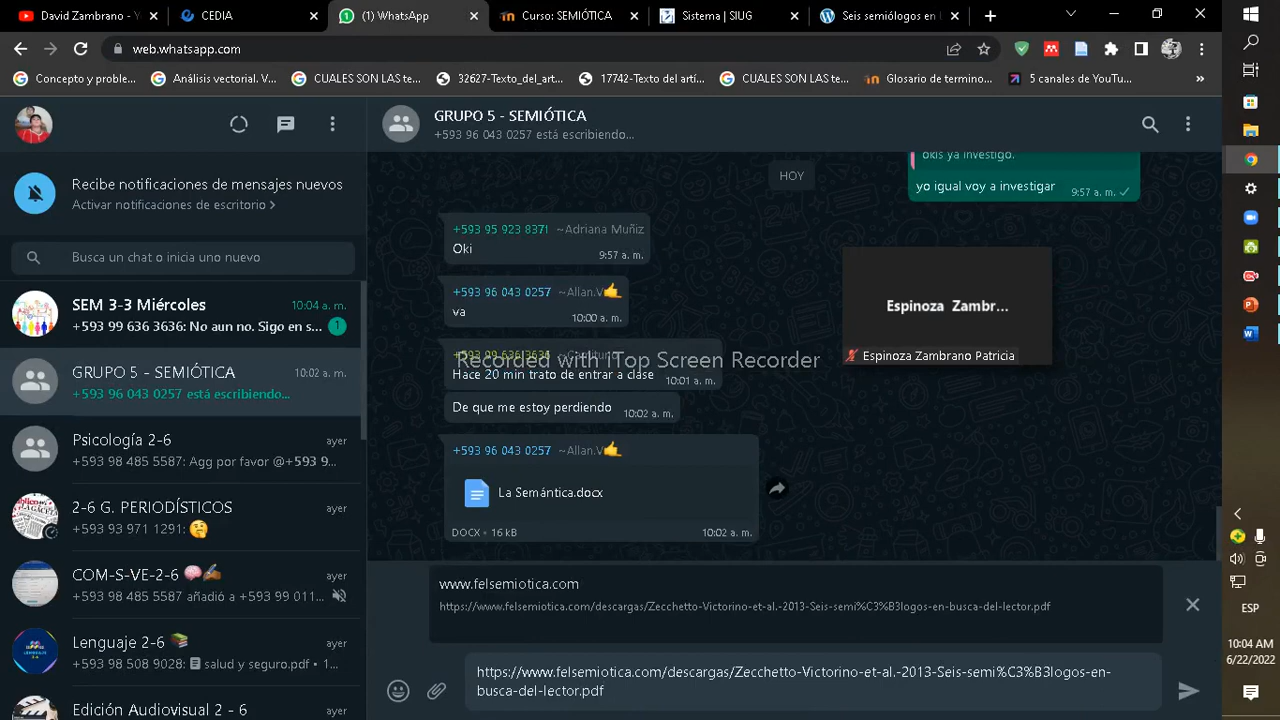 David Zambrano - Y
CEDIA
(1) WhatsApp
Curso: SEMIÓTICA
Sistema | SIUG
Seis semiólogos en
web.whatsapp.com
Concepto y proble...
Análisis vectorial. V...
CUALES SON LAS te...
32627-Texto_del_ar...
17742-Texto del artí...
CUALES SON LAS te...
Glosario de termino...
5 canales de YouTu...
GRUPO 5 - SEMIÓTICA
+593 96 043 0257 está escribiendo...
Recibe notificaciones de mensajes nuevos
Activar notificaciones de escritorio >
Busca un chat o inicia uno nuevo
SEM 3-3 Miércoles
10:04 a. m.
+593 99 636 3636: No aun no. Sigo en s...
1
GRUPO 5 - SEMIÓTICA
10:02 a. m.
+593 96 043 0257 está escribiendo...
Psicología 2-6
ayer
+593 98 485 5587: Agg por favor @+593 9...
2-6 G. PERIODÍSTICOS
ayer
+593 93 971 1291:
COM-S-VE-2-6
ayer
+593 98 485 5587 añadió a +593 99 011...
Lenguaje 2-6
ayer
+593 98 508 9028: salud y seguro.pdf • 1...
Edición Audiovisual 2 - 6
ayer
okis ya investigo.
yo igual voy a investigar
9:57 a. m.
HOY
+593 95 923 8371 ~Adriana Muñiz
Oki
9:57 a. m.
+593 96 043 0257 ~Allan.V
va
10:00 a. m.
+593 99 636 3636
Hace 20 min trato de entrar a clase
10:01 a. m.
De que me estoy perdiendo
10:02 a. m.
+593 96 043 0257 ~Allan.V
La Semántica.docx
DOCX • 16 kB
10:02 a. m.
Recorded with iTop Screen Recorder
Espinoza Zambr...
Espinoza Zambrano Patricia
www.felsemiotica.com
https://www.felsemiotica.com/descargas/Zecchetto-Victorino-et-al.-2013-Seis-semi%C3%B3logos-en-busca-del-lector.pdf
https://www.felsemiotica.com/descargas/Zecchetto-Victorino-et-al.-2013-Seis-semi%C3%B3logos-en-
busca-del-lector.pdf
ESP
10:04 AM
6/22/2022